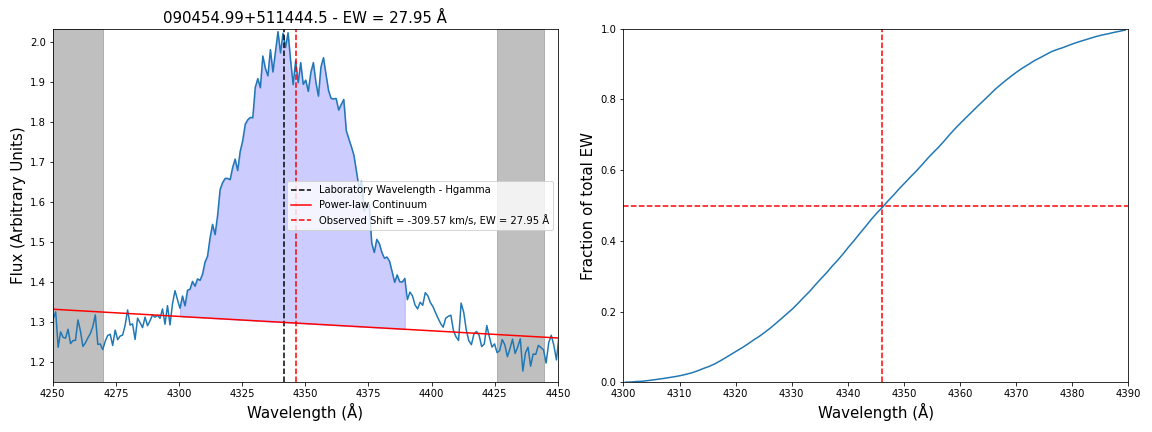 090454.99+511444.5 - EW = 27.95 Å
Flux (Arbitrary Units)
2.0
1.9
1.8
1.7
1.6
1.5
1.4
1.3
1.2
Laboratory Wavelength - Hgamma
Power-law Continuum
Observed Shift = -309.57 km/s, EW = 27.95 Å
4250 4275 4300 4325 4350 4375 4400 4425 4450
Wavelength (Å)
Fraction of total EW
1.0
0.8
0.6
0.4
0.2
0.0
4300 4310 4320 4330 4340 4350 4360 4370 4380 4390
Wavelength (Å)